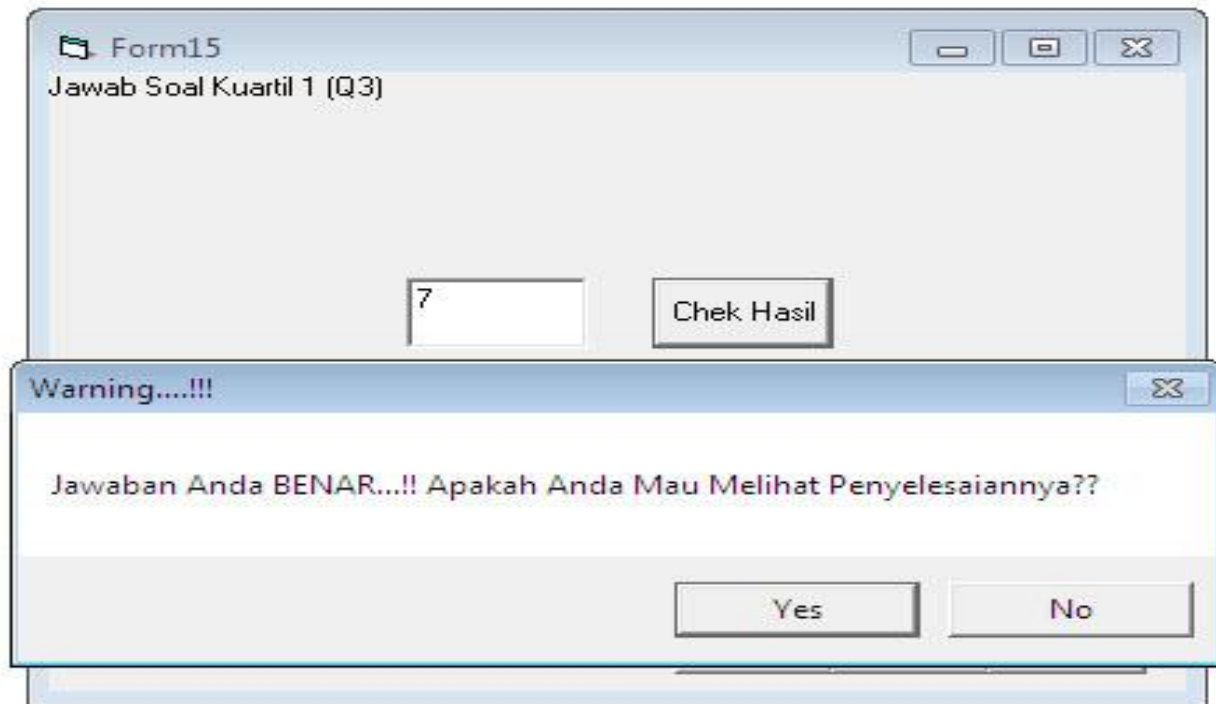 Form15
Jawab Soal Kuartil 1 (Q3)
7
Chek Hasil
Warning....!!!
Jawaban Anda BENAR...!! Apakah Anda Mau Melihat Penyelesaiannya??
Yes
No